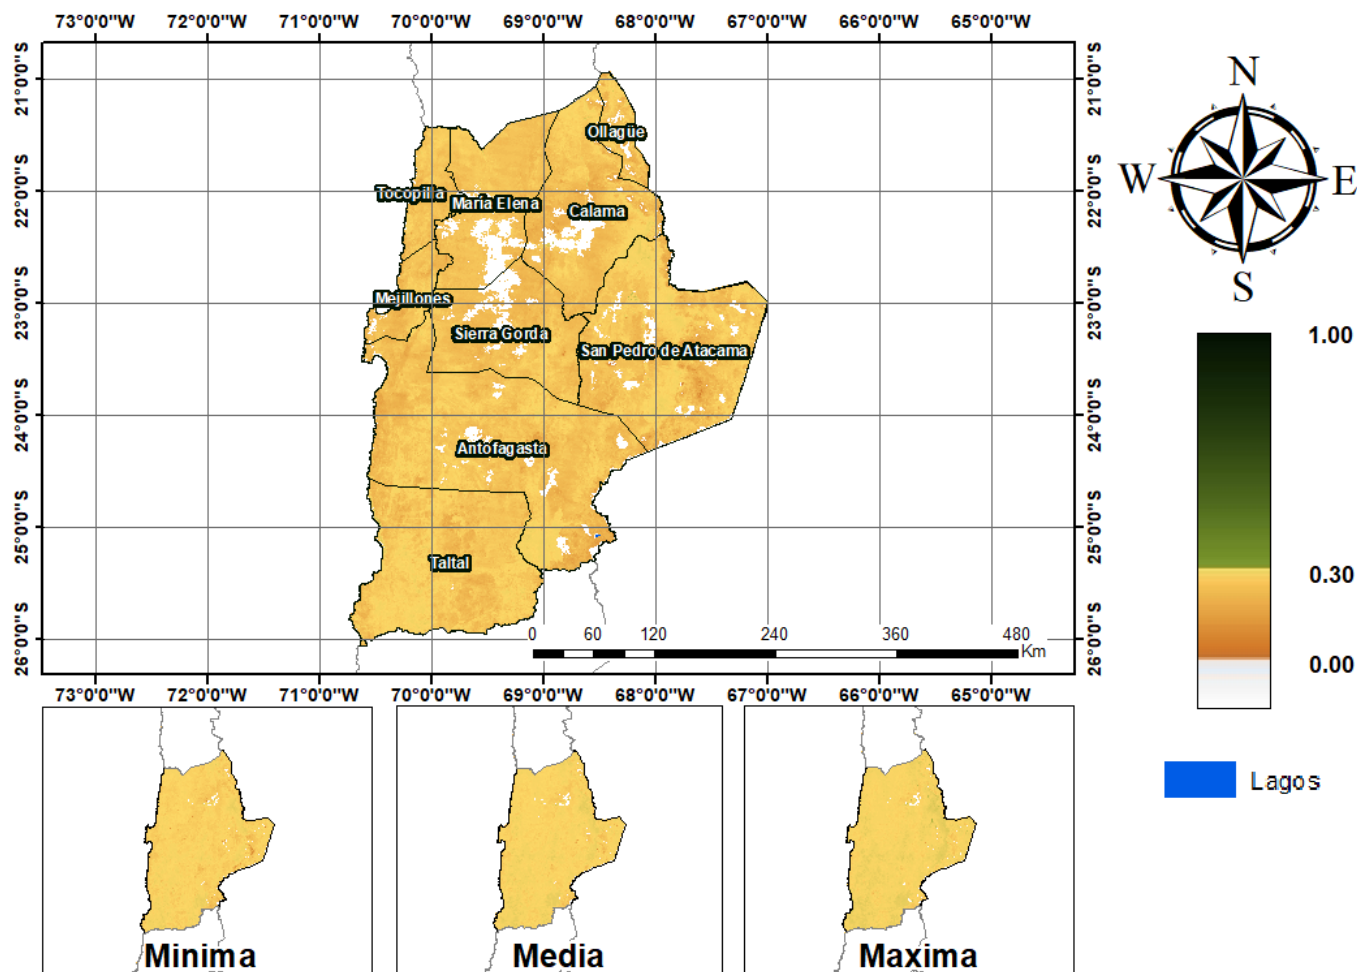 73°0'0"W 72°0'0"W 71°0'0"W 70°0'0"W 69°0'0"W 68°0'0"W 67°0'0"W 66°0'0"W 65°0'0"W
21°0'0"S 21°0'0"S
22°0'0"S 22°0'0"S
23°0'0"S 23°0'0"S
24°0'0"S 24°0'0"S
25°0'0"S 25°0'0"S
26°0'0"S 26°0'0"S
Ollagüe
Tocopilla
María Elena
Calama
Mejillones
Sierra Gorda
San Pedro de Atacama
Antofagasta
Taltal
0 60 120 240 360 480
Km
73°0'0"W 72°0'0"W 71°0'0"W 70°0'0"W 69°0'0"W 68°0'0"W 67°0'0"W 66°0'0"W 65°0'0"W
N
W E
S
1.00
0.30
0.00
Lagos
Minima Media Maxima